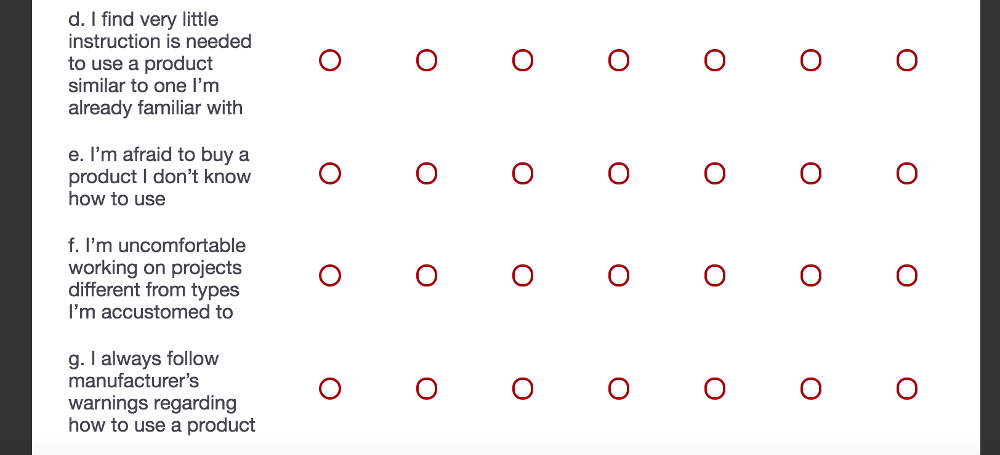 d. I find very little
instruction is needed
to use a product
similar to one I’m
already familiar with
e. I’m afraid to buy a
product I don’t know
how to use
f. I’m uncomfortable
working on projects
different from types
I’m accustomed to
g. I always follow
manufacturer’s
warnings regarding
how to use a product